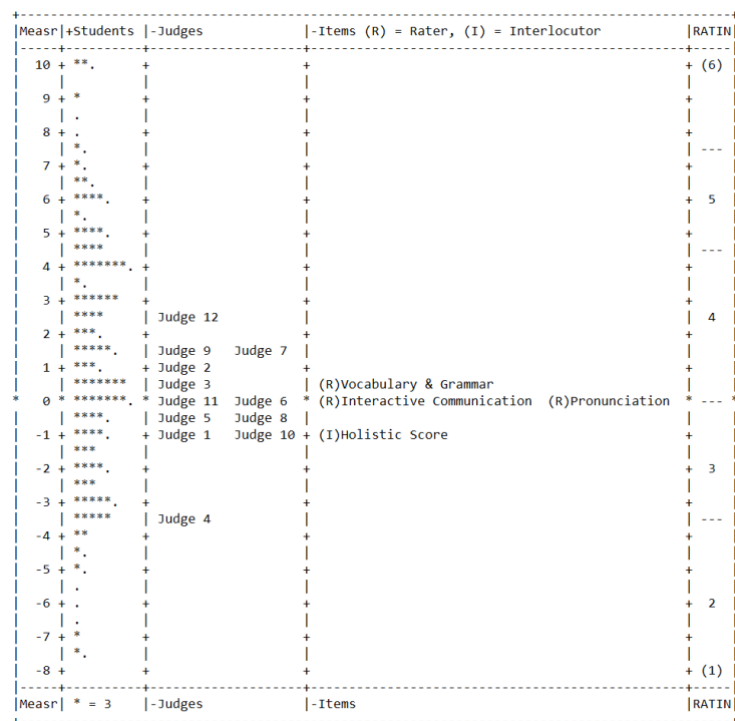 +-----+-----------+------------------+------------------------------------------------+-----+
|Measr|+Students |-Judges |-Items (R) = Rater, (I) = Interlocutor |RATIN|
|-----+-----------+------------------+------------------------------------------------+-----|
| 10 + **. + + + (6) |
| | | | | |
| 9 + * + + + |
| | . | | | |
| 8 + . + + + |
| | *. | | | --- |
| 7 + *. + + + |
| | **. | | | |
| 6 + ****. + + + 5 |
| | *. | | | |
| 5 + ****. + + + |
| | **** | | | --- |
| 4 + *******. + + + |
| | *. | | | |
| 3 + ****** + + + |
| | **** | Judge 12 | | 4 |
| 2 + ***. + + + |
| | *****. | Judge 9 Judge 7 | | |
| 1 + ***. + Judge 2 + + |
| | ******* | Judge 3 | (R)Vocabulary & Grammar | |
* 0 * *******. * Judge 11 Judge 6 * (R)Interactive Communication (R)Pronunciation * --- *
| | ****. | Judge 5 Judge 8 | | |
| -1 + ****. + Judge 1 Judge 10 + (I)Holistic Score + |
| | *** | | | |
| -2 + ****. + + + 3 |
| | *** | | | |
| -3 + *****. + + + |
| | ***** | Judge 4 | | --- |
| -4 + ** + + + |
| | *. | | | |
| -5 + *. + + + |
| | . | | | |
| -6 + . + + + 2 |
| | . | | | |
| -7 + * + + + |
| | *. | | | |
| -8 + + + + (1) |
|-----+-----------+------------------+------------------------------------------------+-----|
|Measr| * = 3 |-Judges |-Items |RATIN|